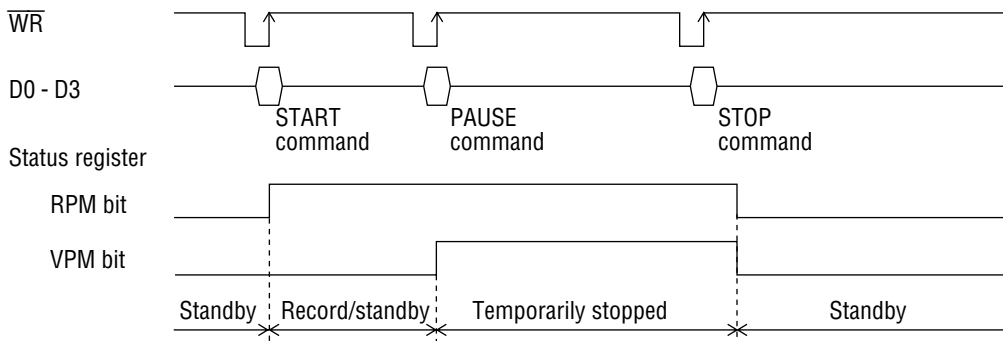 WR
D0 - D3
START
command
PAUSE
command
STOP
command
Status register
RPM bit
VPM bit
Standby
Record/standby
Temporarily stopped
Standby